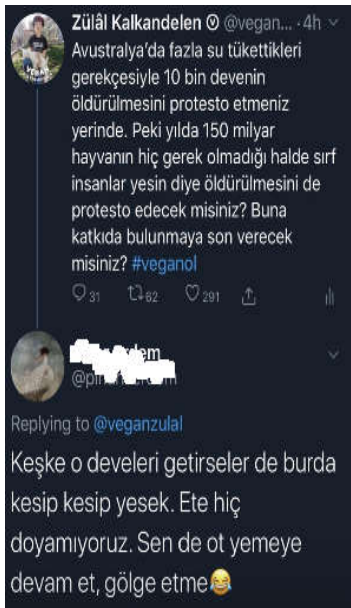 Zülâl Kalkandelen @vegan... · 4h
Avustralya'da fazla su tükettikleri
gerekçesiyle 10 bin devenin
öldürülmesini protesto etmeniz
yerinde. Peki yılda 150 milyar
hayvanın hiç gerek olmadığı halde sırf
insanlar yesin diye öldürülmesini de
protesto edecek misiniz? Buna
katkıda bulunmaya son verecek
misiniz? #veganol
31 62 291
Replying to @veganzulal
Keşke o develeri getirseler de burda
kesip kesip yesek. Ete hiç
doyamıyoruz. Sen de ot yemeye
devam et, gölge etme😂